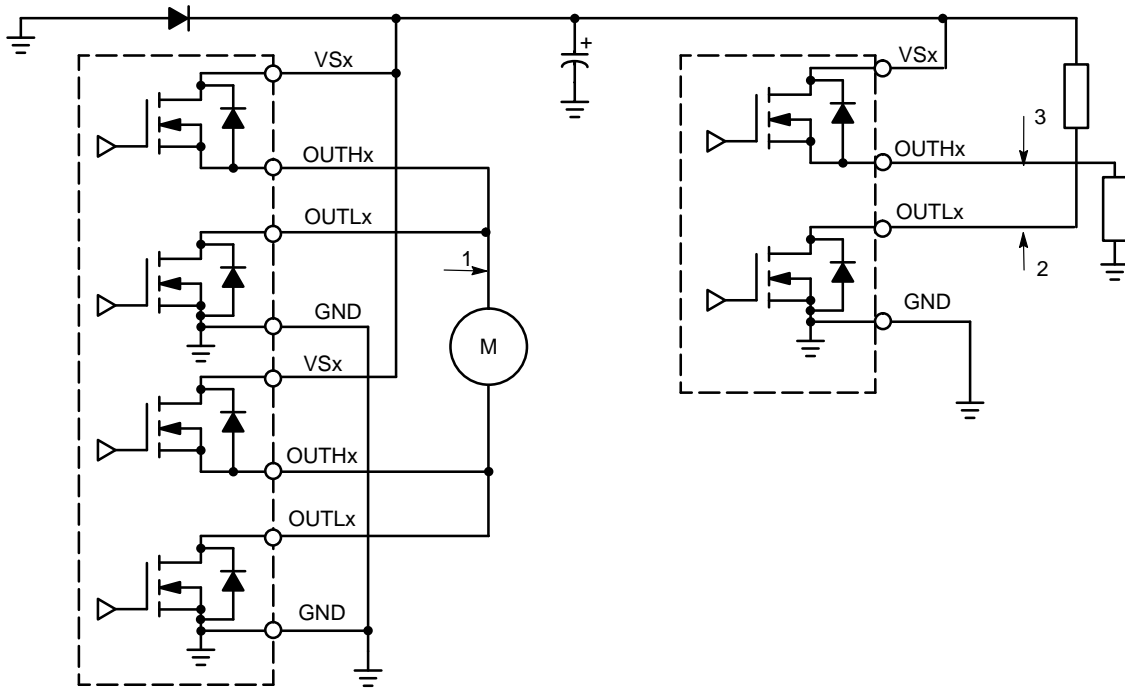 VSx
OUTHx
OUTLx
1
GND
M
VSx
OUTHx
OUTLx
GND
+
VSx
3
OUTHx
OUTLx
2
GND